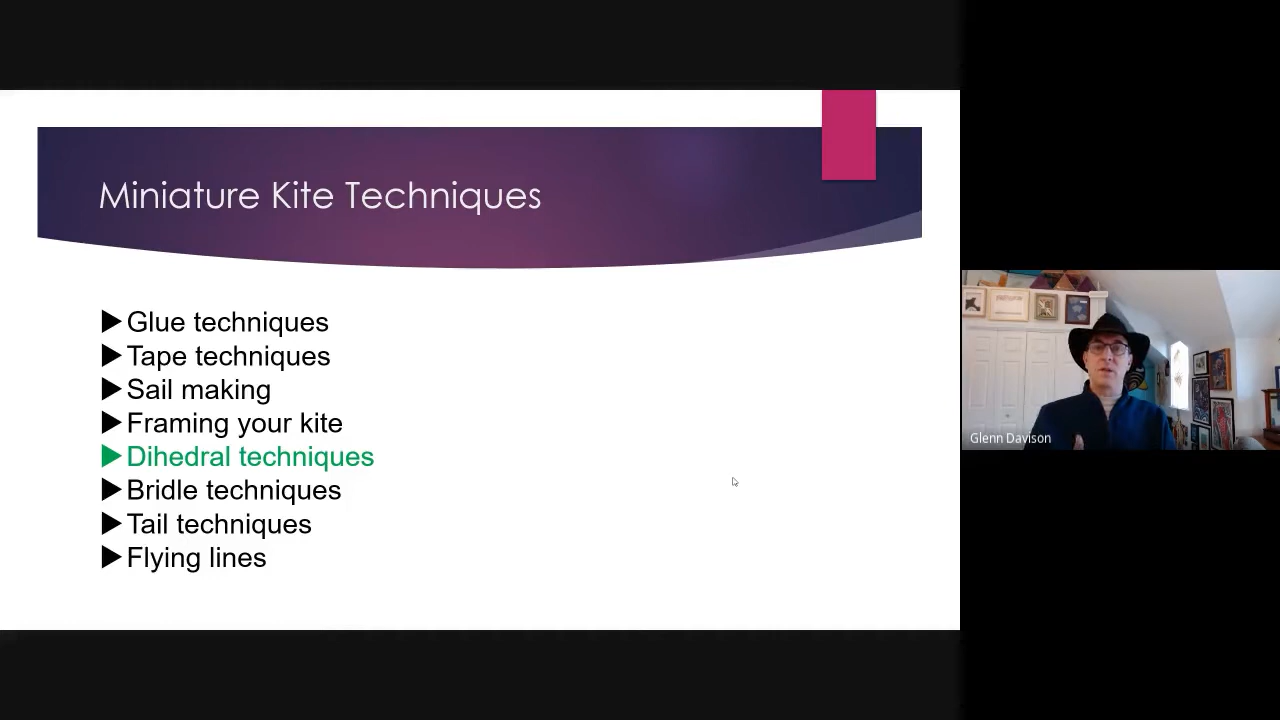 Miniature Kite Techniques
Glue techniques
Tape techniques
Sail making
Framing your kite
Dihedral techniques
Bridle techniques
Tail techniques
Flying lines
Glenn Davison